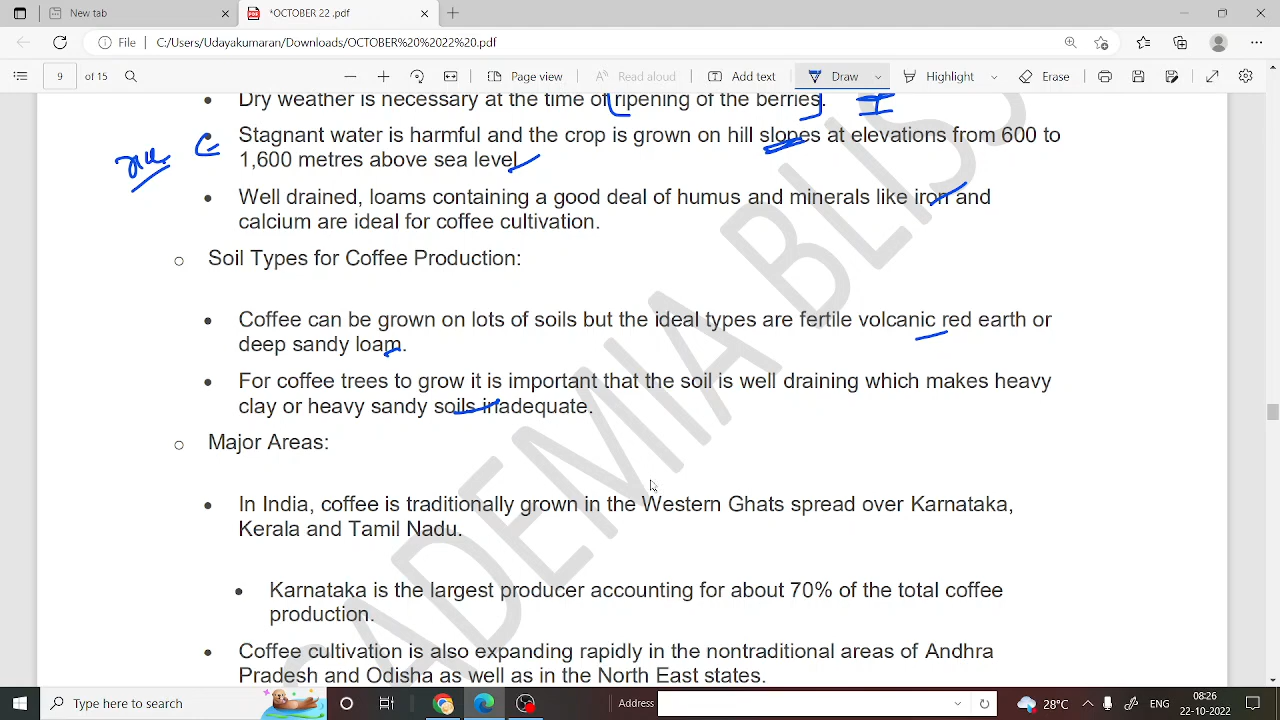 New tab
*OCTOBER 22 .pdf
File C:/Users/Udayakumaran/Downloads/OCTOBER%20%2022%20.pdf
9 of 15 Page view Read aloud Add text Draw Highlight Erase
Dry weather is necessary at the time of ripening of the berries.
Stagnant water is harmful and the crop is grown on hill slopes at elevations from 600 to
1,600 metres above sea level
Well drained, loams containing a good deal of humus and minerals like iron and
calcium are ideal for coffee cultivation.
Soil Types for Coffee Production:
Coffee can be grown on lots of soils but the ideal types are fertile volcanic red earth or
deep sandy loam.
For coffee trees to grow it is important that the soil is well draining which makes heavy
clay or heavy sandy soils inadequate.
Major Areas:
In India, coffee is traditionally grown in the Western Ghats spread over Karnataka,
Kerala and Tamil Nadu.
Karnataka is the largest producer accounting for about 70% of the total coffee
production.
Coffee cultivation is also expanding rapidly in the nontraditional areas of Andhra
Pradesh and Odisha as well as in the North East states.
CADEMIA BLISS
Type here to search Address 28°C ENG 08:26
22-10-2022